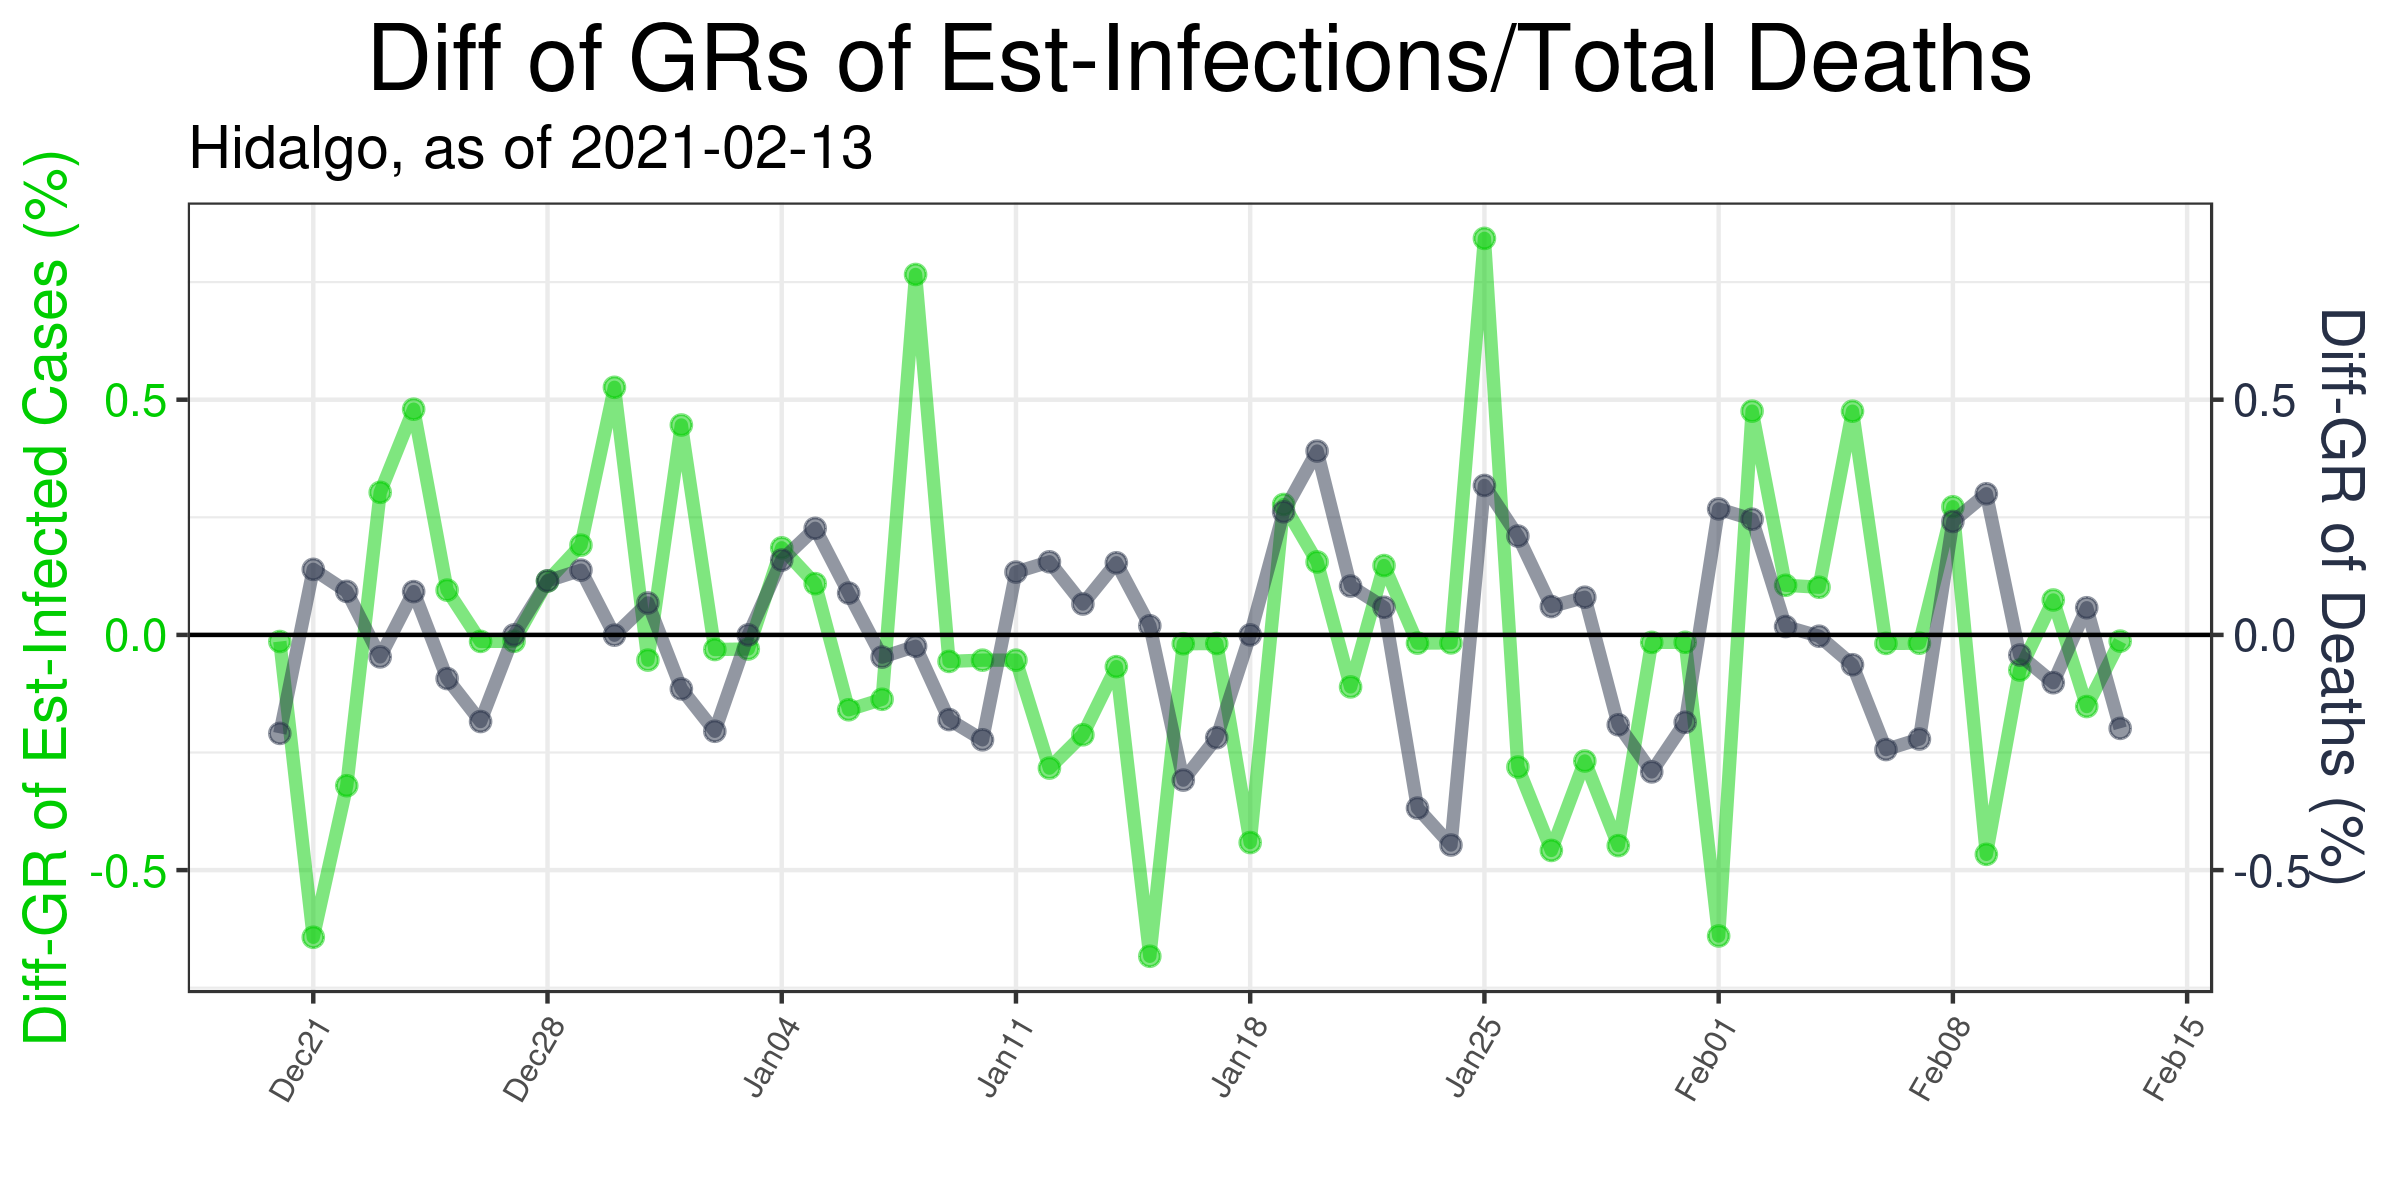 Diff of GRs of Est-Infections/Total Deaths
Hidalgo, as of 2021-02-13
Diff-GR of Est-Infected Cases (%)
0.5
0.0
-0.5
0.5
0.0
-0.5
Diff-GR of Deaths (%)
Dec21
Dec28
Jan04
Jan11
Jan18
Jan25
Feb01
Feb08
Feb15